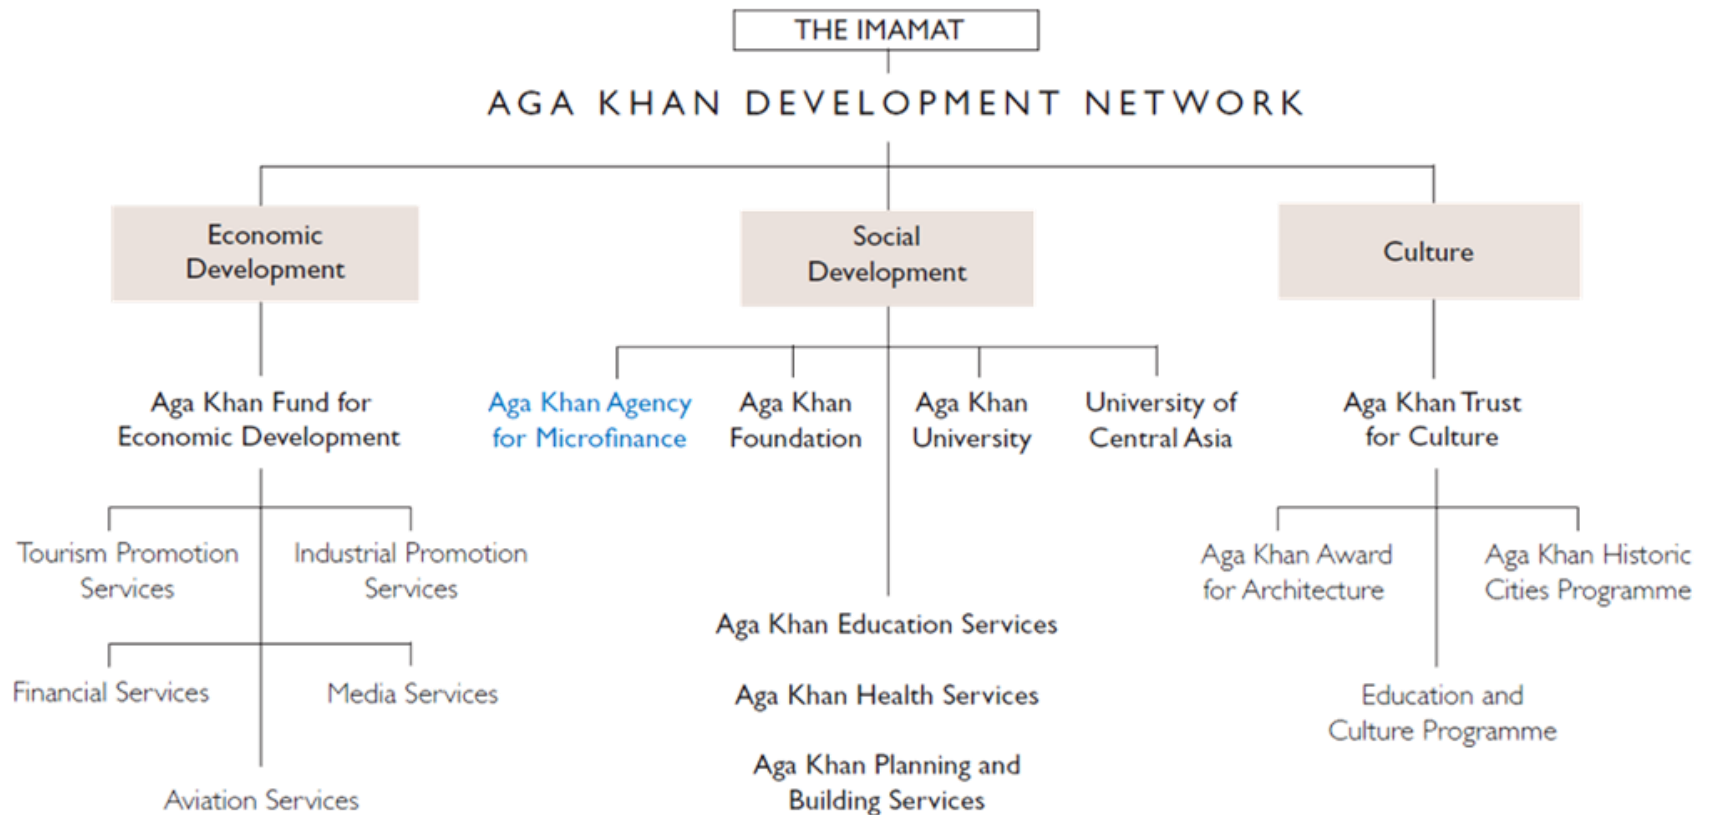 THE IMAMAT
AGA KHAN DEVELOPMENT NETWORK
Economic
Development
Social
Development
Culture
Aga Khan Fund for
Economic Development
Aga Khan Agency
for Microfinance
Aga Khan
Foundation
Aga Khan
University
University of
Central Asia
Aga Khan Trust
for Culture
Tourism Promotion
Services
Industrial Promotion
Services
Financial Services
Media Services
Aviation Services
Aga Khan Education Services
Aga Khan Health Services
Aga Khan Planning and
Building Services
Aga Khan Award
for Architecture
Aga Khan Historic
Cities Programme
Education and
Culture Programme